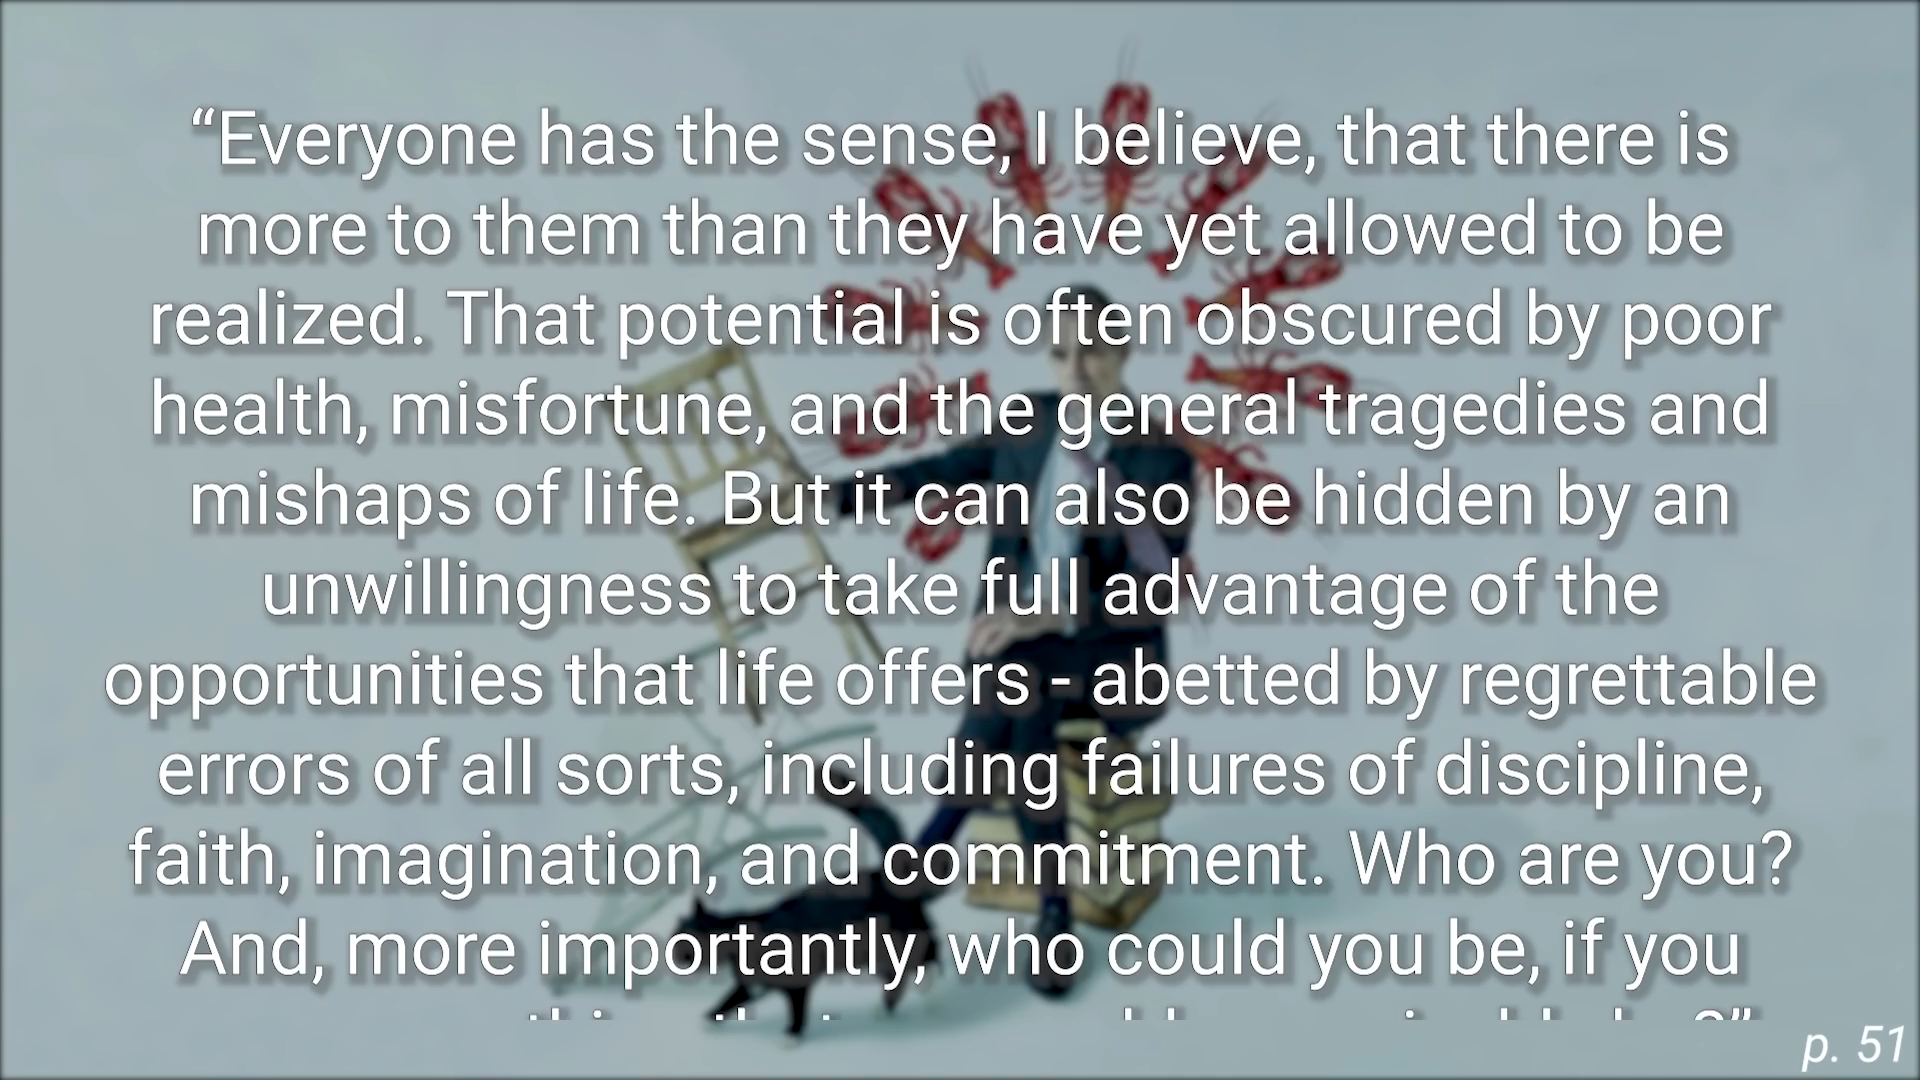 “Everyone has the sense, I believe, that there is
more to them than they have yet allowed to be
realized. That potential is often obscured by poor
health, misfortune, and the general tragedies and
mishaps of life. But it can also be hidden by an
unwillingness to take full advantage of the
opportunities that life offers - abetted by regrettable
errors of all sorts, including failures of discipline,
faith, imagination, and commitment. Who are you?
And, more importantly, who could you be, if you
p. 51